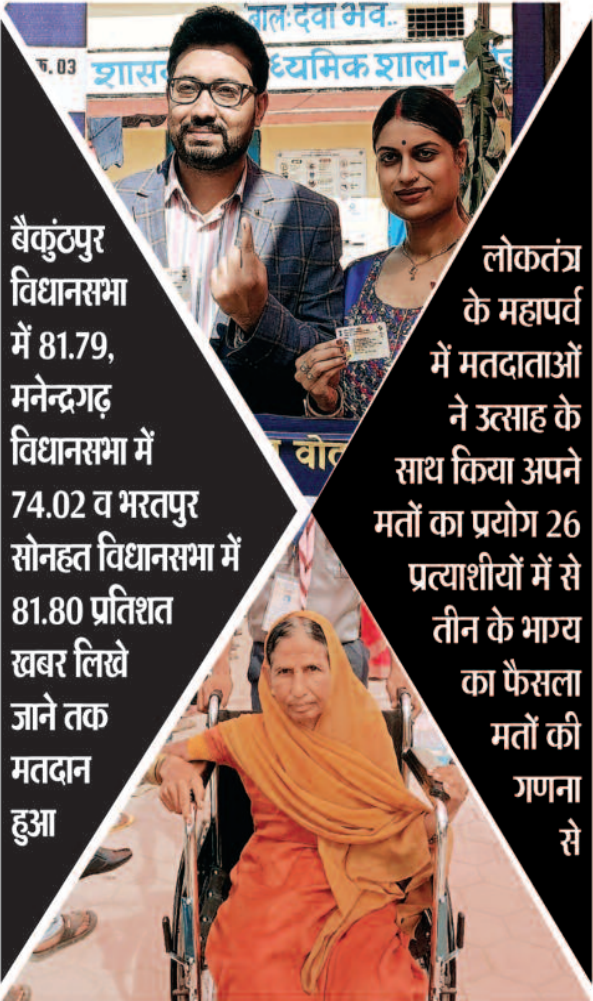 बालःदेवा भव..
क. 03
शास
ध्यमिक शाला-
बैकुंठपुर
विधानसभा
में 81.79,
मनेन्द्रगढ़
विधानसभा में
74.02 व भरतपुर
सोनहत विधानसभा में
81.80 प्रतिशत
खबर लिखे
जाने तक
मतदान
हुआ
लोकतंत्र
के महापर्व
में मतदाताओं
ने उत्साह के
साथ किया अपने
मतों का प्रयोग 26
प्रत्याशीयों में से
तीन के भाग्य
का फैसला
मतों की
गणना
से
वोट